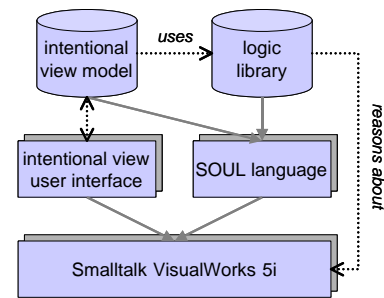 intentional
view model
uses
logic
library
reasons about
intentional view
user interface
SOUL language
Smalltalk VisualWorks 5i